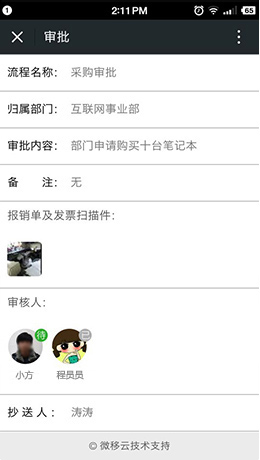 1 2:11 PM 65
× 审批
流程名称： 采购审批
归属部门： 互联网事业部
审批内容： 部门申请购买十台笔记本
备 注： 无
报销单及发票扫描件：
审核人：
待 已
小方 程员员
抄 送 人： 涛涛
© 微移云技术支持